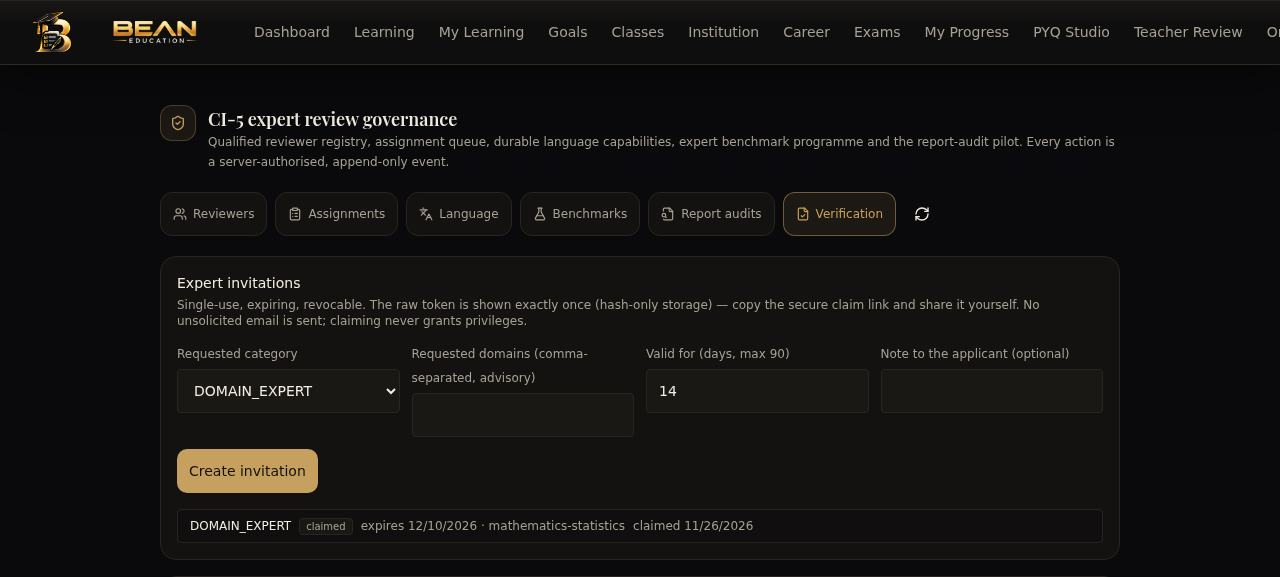 BEAN
EDUCATION
Dashboard Learning My Learning Goals Classes Institution Career Exams My Progress PYQ Studio Teacher Review
CI-5 expert review governance
Qualified reviewer registry, assignment queue, durable language capabilities, expert benchmark programme and the report-audit pilot. Every action is
a server-authorised, append-only event.
Reviewers Assignments Language Benchmarks Report audits Verification
Expert invitations
Single-use, expiring, revocable. The raw token is shown exactly once (hash-only storage) — copy the secure claim link and share it yourself. No
unsolicited email is sent; claiming never grants privileges.
Requested category
DOMAIN_EXPERT
Requested domains (comma-
separated, advisory)
Valid for (days, max 90)
14
Note to the applicant (optional)
Create invitation
DOMAIN_EXPERT claimed expires 12/10/2026 · mathematics-statistics claimed 11/26/2026